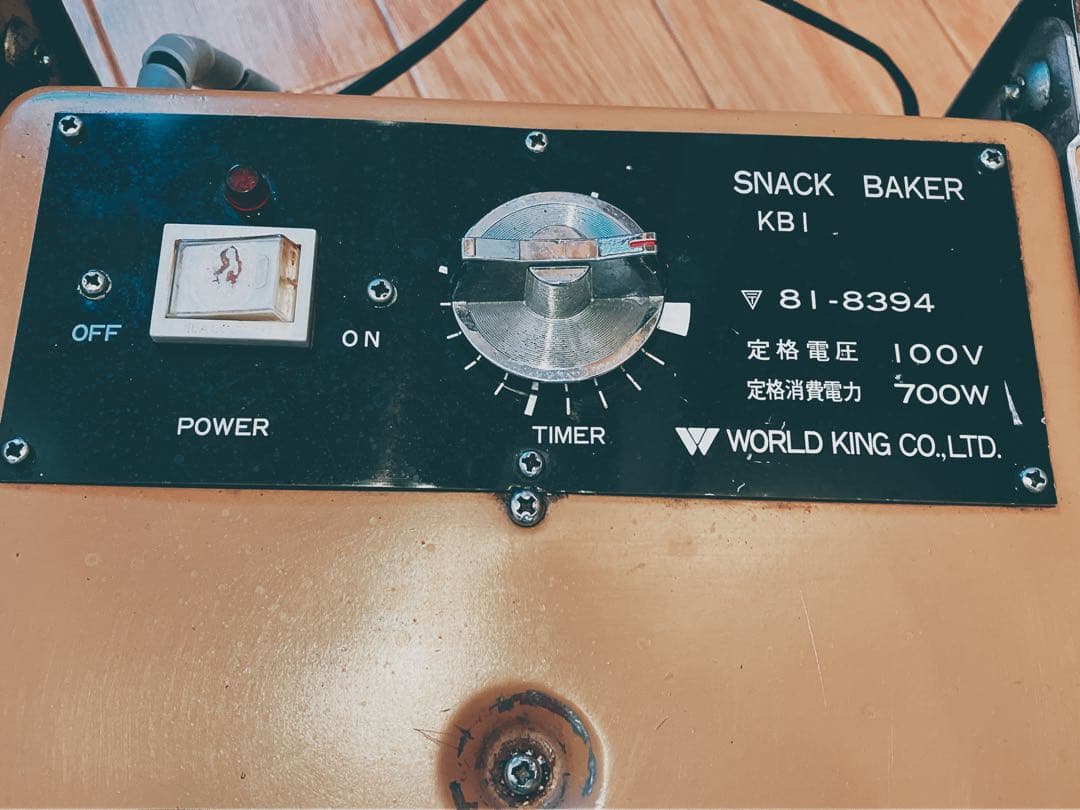 SNACK BAKER
KB1
81-8394
定格電圧 100V
定格消費電力 700W
WORLD KING CO.,LTD.
OFF
ON
POWER
TIMER